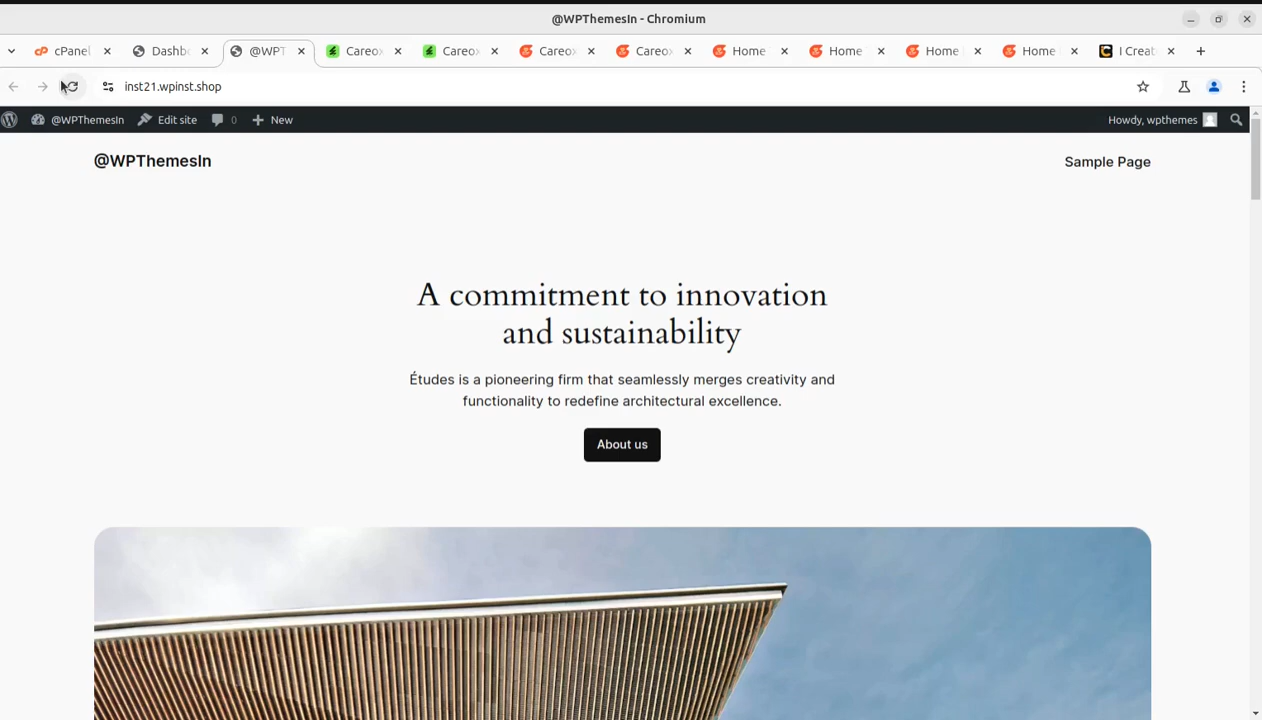 @WPThemesIn - Chromium
cPanel
Dashb
@WPT
Careo
Careo
Careo
Careo
Home
Home
Home
Home
I Creat
inst21.wpinst.shop
@WPThemesIn
Edit site
0
New
Howdy, wpthemes
@WPThemesIn
Sample Page
A commitment to innovation
and sustainability
Études is a pioneering firm that seamlessly merges creativity and
functionality to redefine architectural excellence.
About us